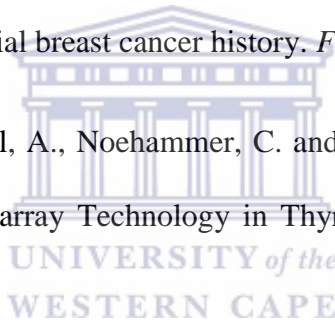 ial breast cancer history. F
l, A., Noehammer, C. and
array Technology in Thyr
UNIVERSITY of the
WESTERN CAPE